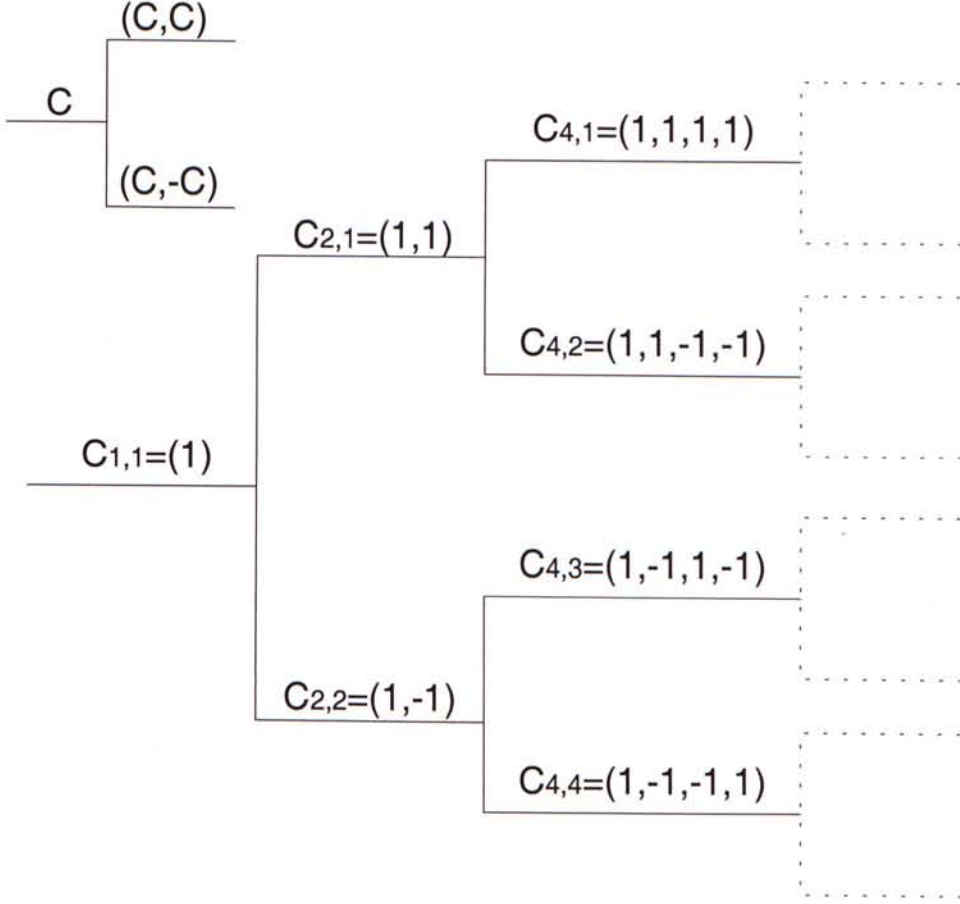 (C,C)
C
(C,-C)
C4,1=(1,1,1,1)
C2,1=(1,1)
C4,2=(1,1,-1,-1)
C1,1=(1)
C4,3=(1,-1,1,-1)
C2,2=(1,-1)
C4,4=(1,-1,-1,1)